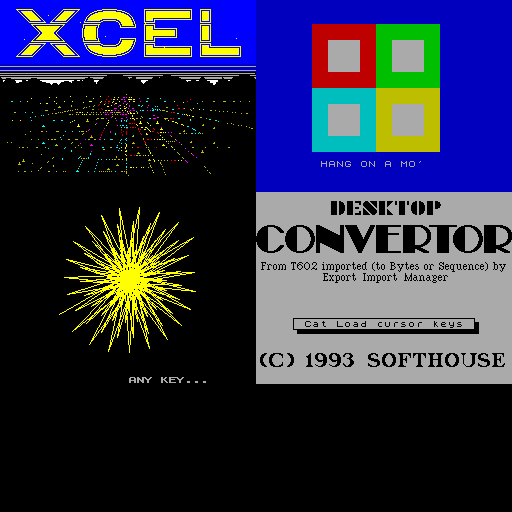 XCEL
HANG ON A MO'
ANY KEY...
DESKTOP
CONVERTOR
From T602 imported (to Bytes or Sequence) by
Export Import Manager
Cat Load cursor keys
(C) 1993 SOFTHOUSE